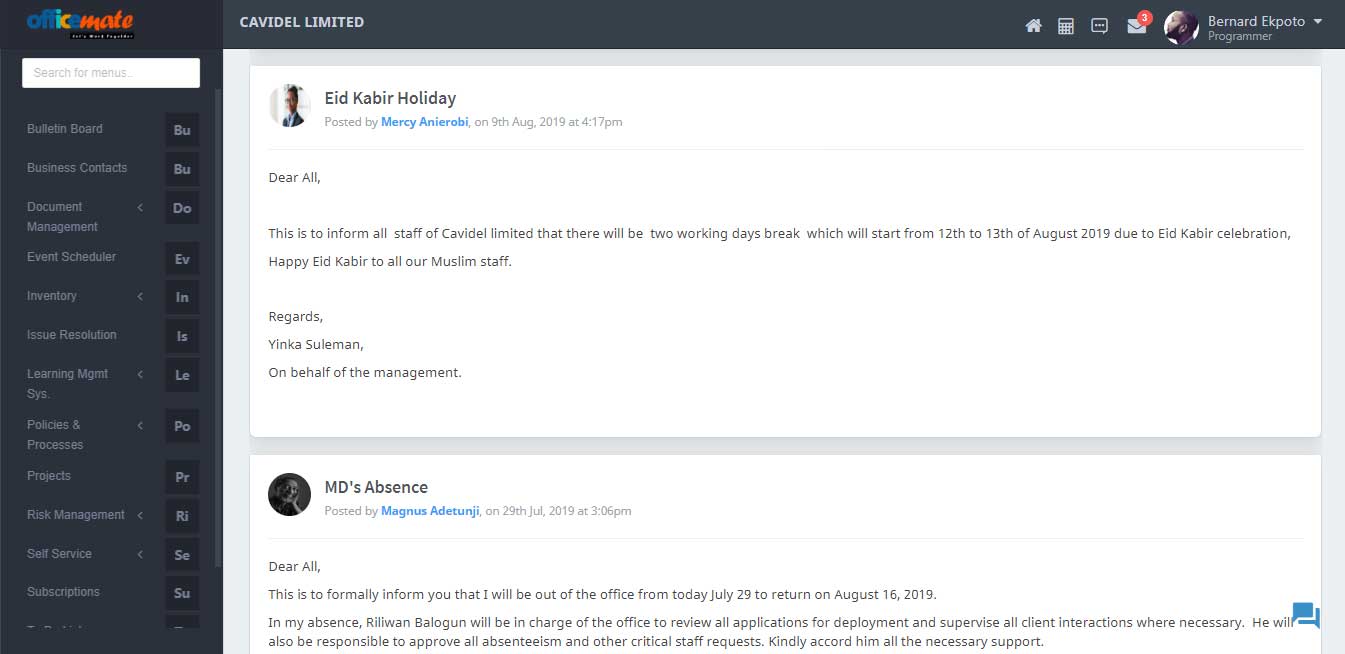 officemate
Let's Work Together
CAVIDEL LIMITED
3
Bernard Ekpoto
Programmer
Search for menus..
Bulletin Board Bu
Business Contacts Bu
Document Do
Management
Event Scheduler Ev
Inventory In
Issue Resolution Is
Learning Mgmt Le
Sys.
Policies & Po
Processes
Projects Pr
Risk Management Ri
Self Service Se
Subscriptions Su
Eid Kabir Holiday
Posted by Mercy Anierobi, on 9th Aug, 2019 at 4:17pm
Dear All,
This is to inform all staff of Cavidel limited that there will be two working days break which will start from 12th to 13th of August 2019 due to Eid Kabir celebration,
Happy Eid Kabir to all our Muslim staff.
Regards,
Yinka Suleman,
On behalf of the management.
MD's Absence
Posted by Magnus Adetunji, on 29th Jul, 2019 at 3:06pm
Dear All,
This is to formally inform you that I will be out of the office from today July 29 to return on August 16, 2019.
In my absence, Riliwan Balogun will be in charge of the office to review all applications for deployment and supervise all client interactions where necessary. He will
also be responsible to approve all absenteeism and other critical staff requests. Kindly accord him all the necessary support.